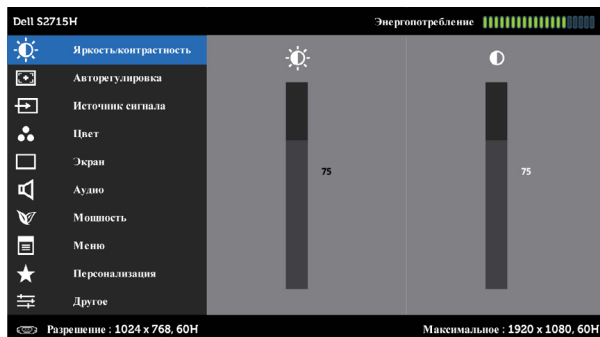 Dell S2715H
Энергопотребление
Яркость/контрастность
Авторегулировка
Источник сигнала
Цвет
Экран
75
75
Аудио
Мощность
Меню
Персонализация
Другое
Разрешение : 1024 x 768, 60H
Максимальное : 1920 x 1080, 60H